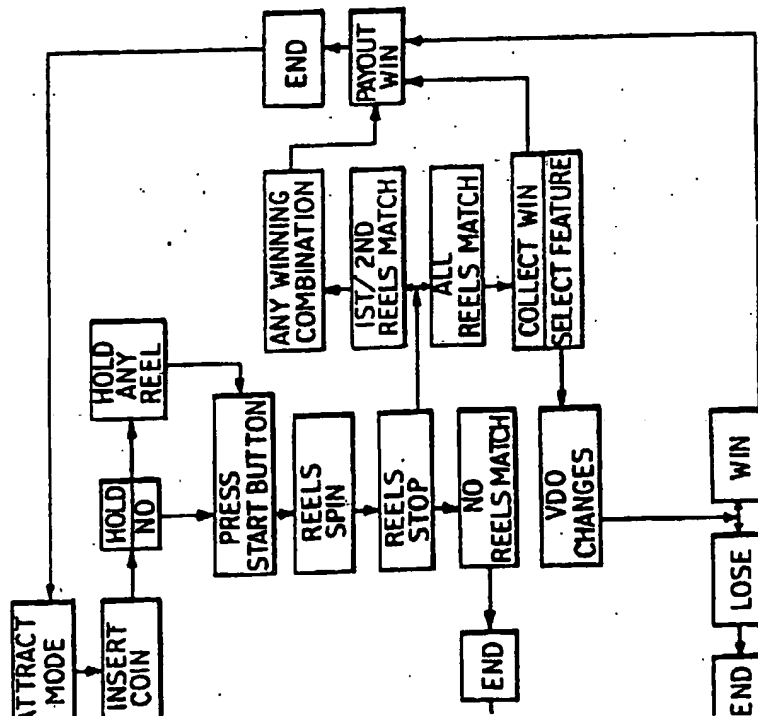 ATTRACT
MODE
INSERT
COIN
HOLD
NO
HOLD
ANY
REEL
PRESS
START BUTTON
REELS
SPIN
REELS
STOP
NO
REELS MATCH
END
ANY WINNING
COMBINATION
1ST/2ND
REELS MATCH
ALL
REELS MATCH
COLLECT WIN
SELECT FEATURE
PAYOUT
WIN
END
VDO
CHANGES
WIN
LOSE
END